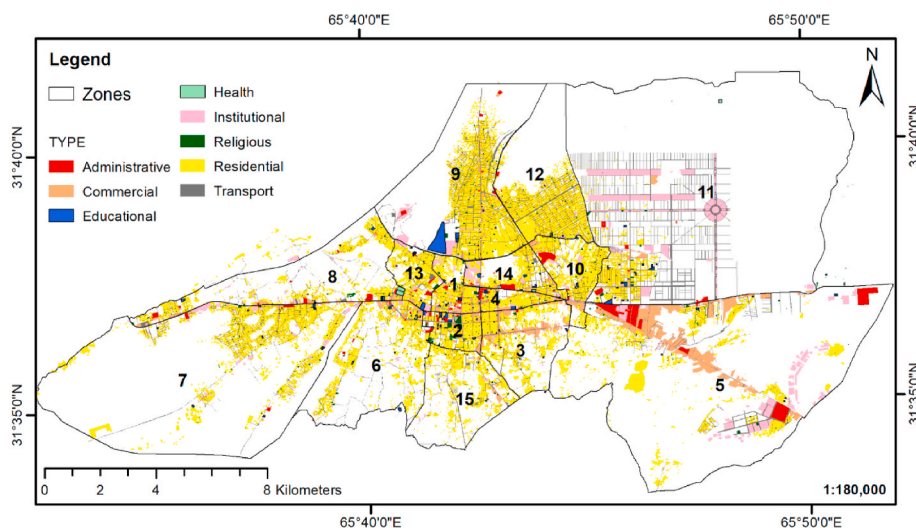 65°40'0"E
65°50'0"E
Legend
Zones
TYPE
Administrative
Commercial
Educational
Health
Institutional
Religious
Residential
Transport
N
31°40'0"N
31°40'0"N
9
12
11
8
13
1
14
10
4
2
3
7
6
5
15
31°35'0"N
31°35'0"N
0 2 4 8 Kilometers
1:180,000
65°40'0"E
65°50'0"E